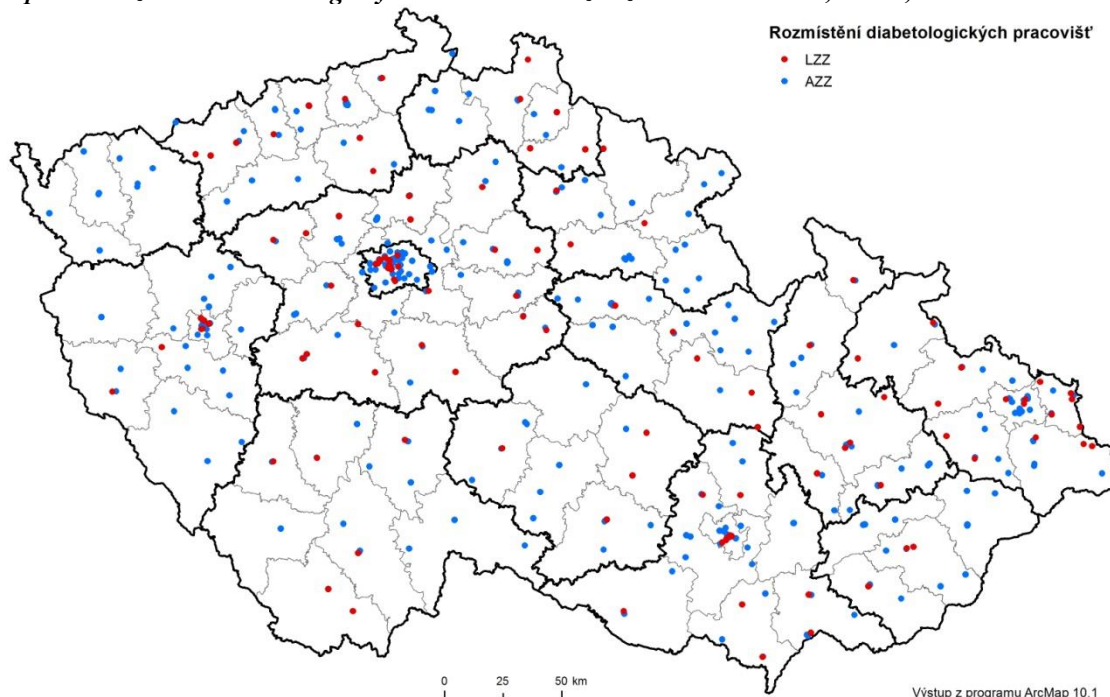 Rozmístění diabetologických pracovišť
LZZ
AZZ
0 25 50 km
Výstup z programu ArcMap 10.1